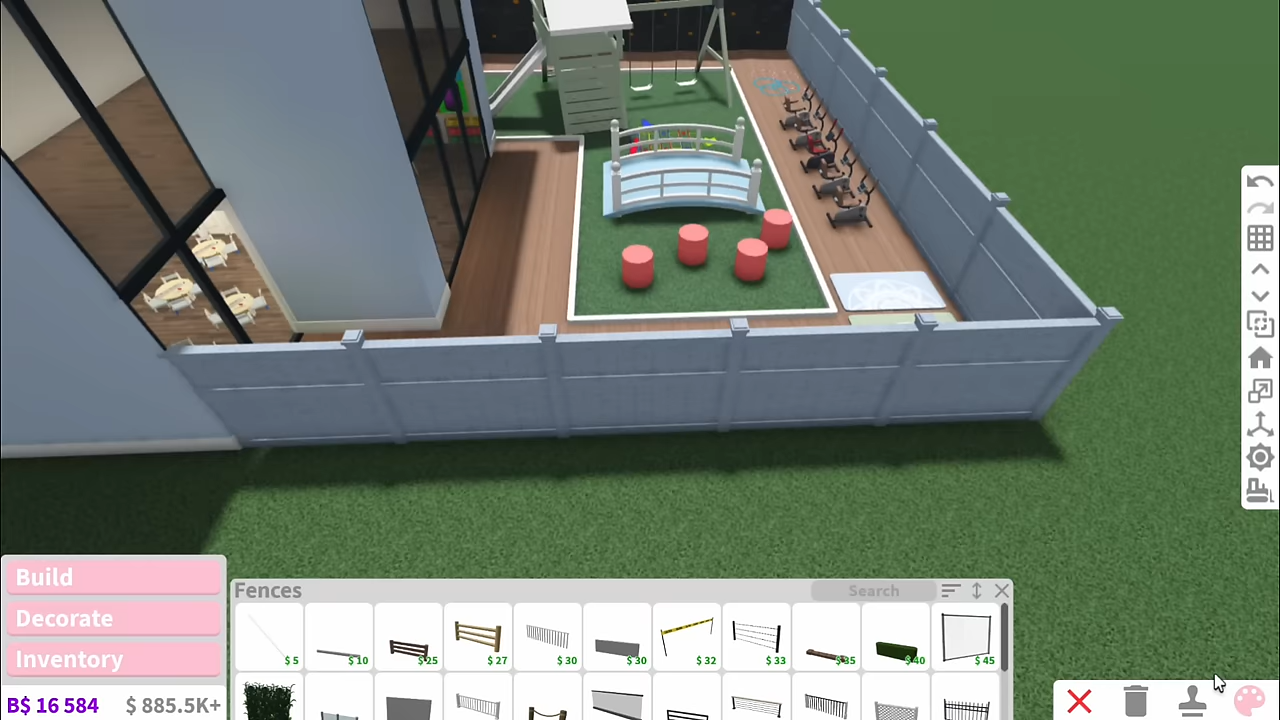 Build
Decorate
Inventory
B$ 16 584 $ 885.5K+
Fences Search
$ 5 $ 10 $ 25 $ 27 $ 30 $ 30 $ 32 $ 33 $ 35 $ 40 $ 45